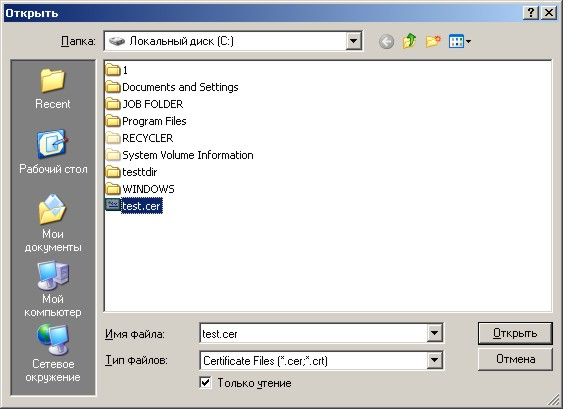 Открыть
Папка:
Локальный диск (C:)
Recent
Рабочий стол
Мои
документы
Мой
компьютер
Сетевое
окружение
1
Documents and Settings
JOB FOLDER
Program Files
RECYCLER
System Volume Information
testtdir
WINDOWS
test.cer
Имя файла:
test.cer
Открыть
Тип файлов:
Certificate Files (*.cer;*.crt)
Отмена
Только чтение